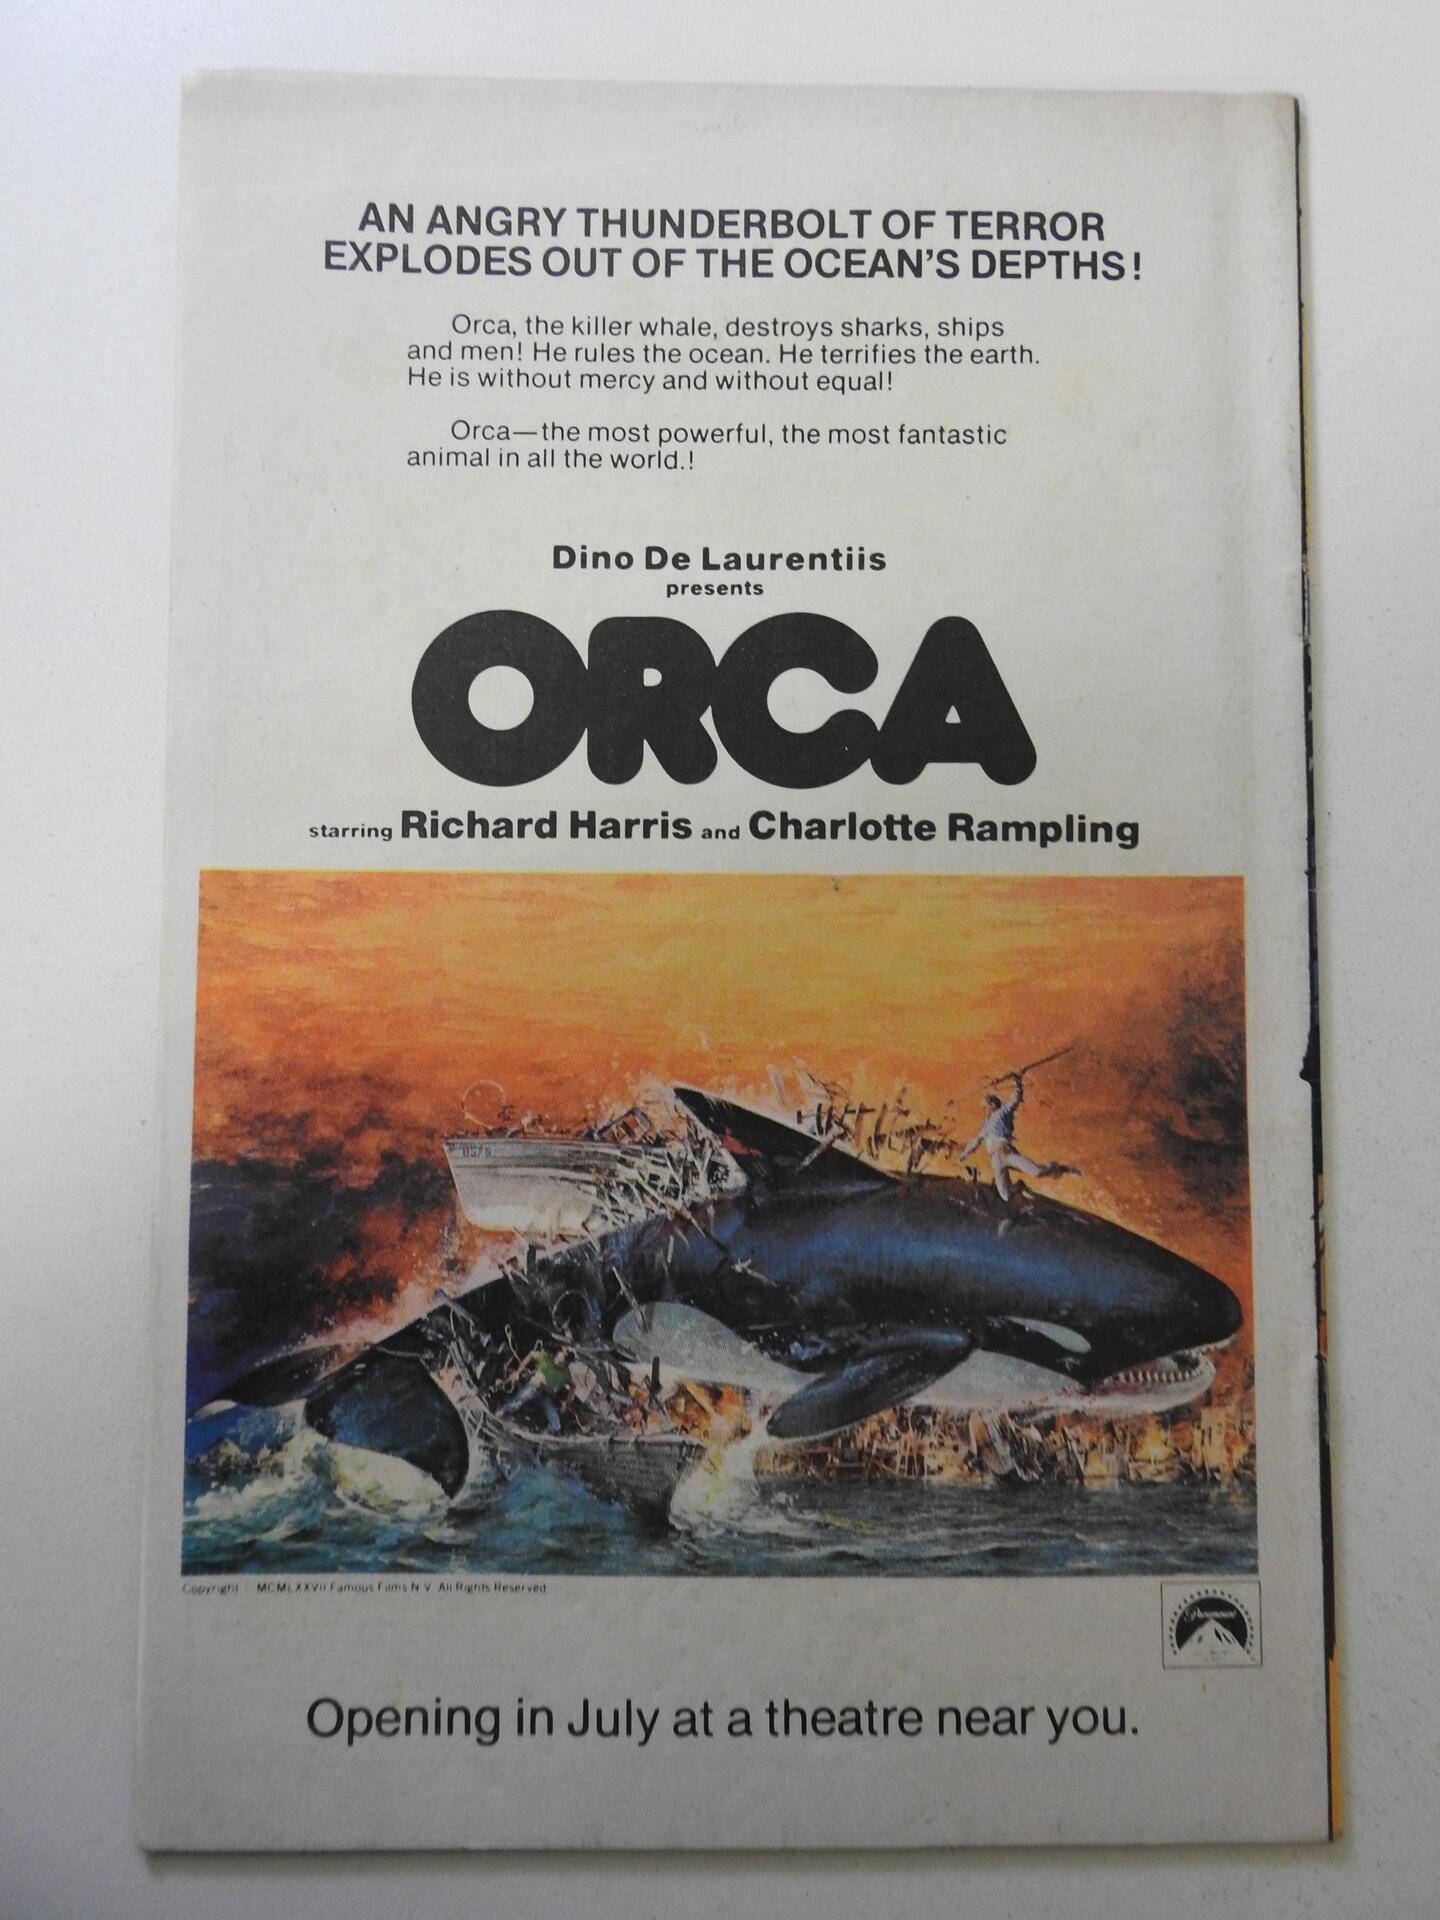 AN ANGRY THUNDERBOLT OF TERROR
EXPLODES OUT OF THE OCEAN'S DEPTHS!
Orca, the killer whale, destroys sharks, ships
and men! He rules the ocean. He terrifies the earth.
He is without mercy and without equal!
Orca—the most powerful, the most fantastic
animal in all the world.!
Dino De Laurentiis
presents
ORCA
starring Richard Harris and Charlotte Rampling
Copyright MCMLXXVII Famous Films N.V. All Rights Reserved
Paramount
Opening in July at a theatre near you.